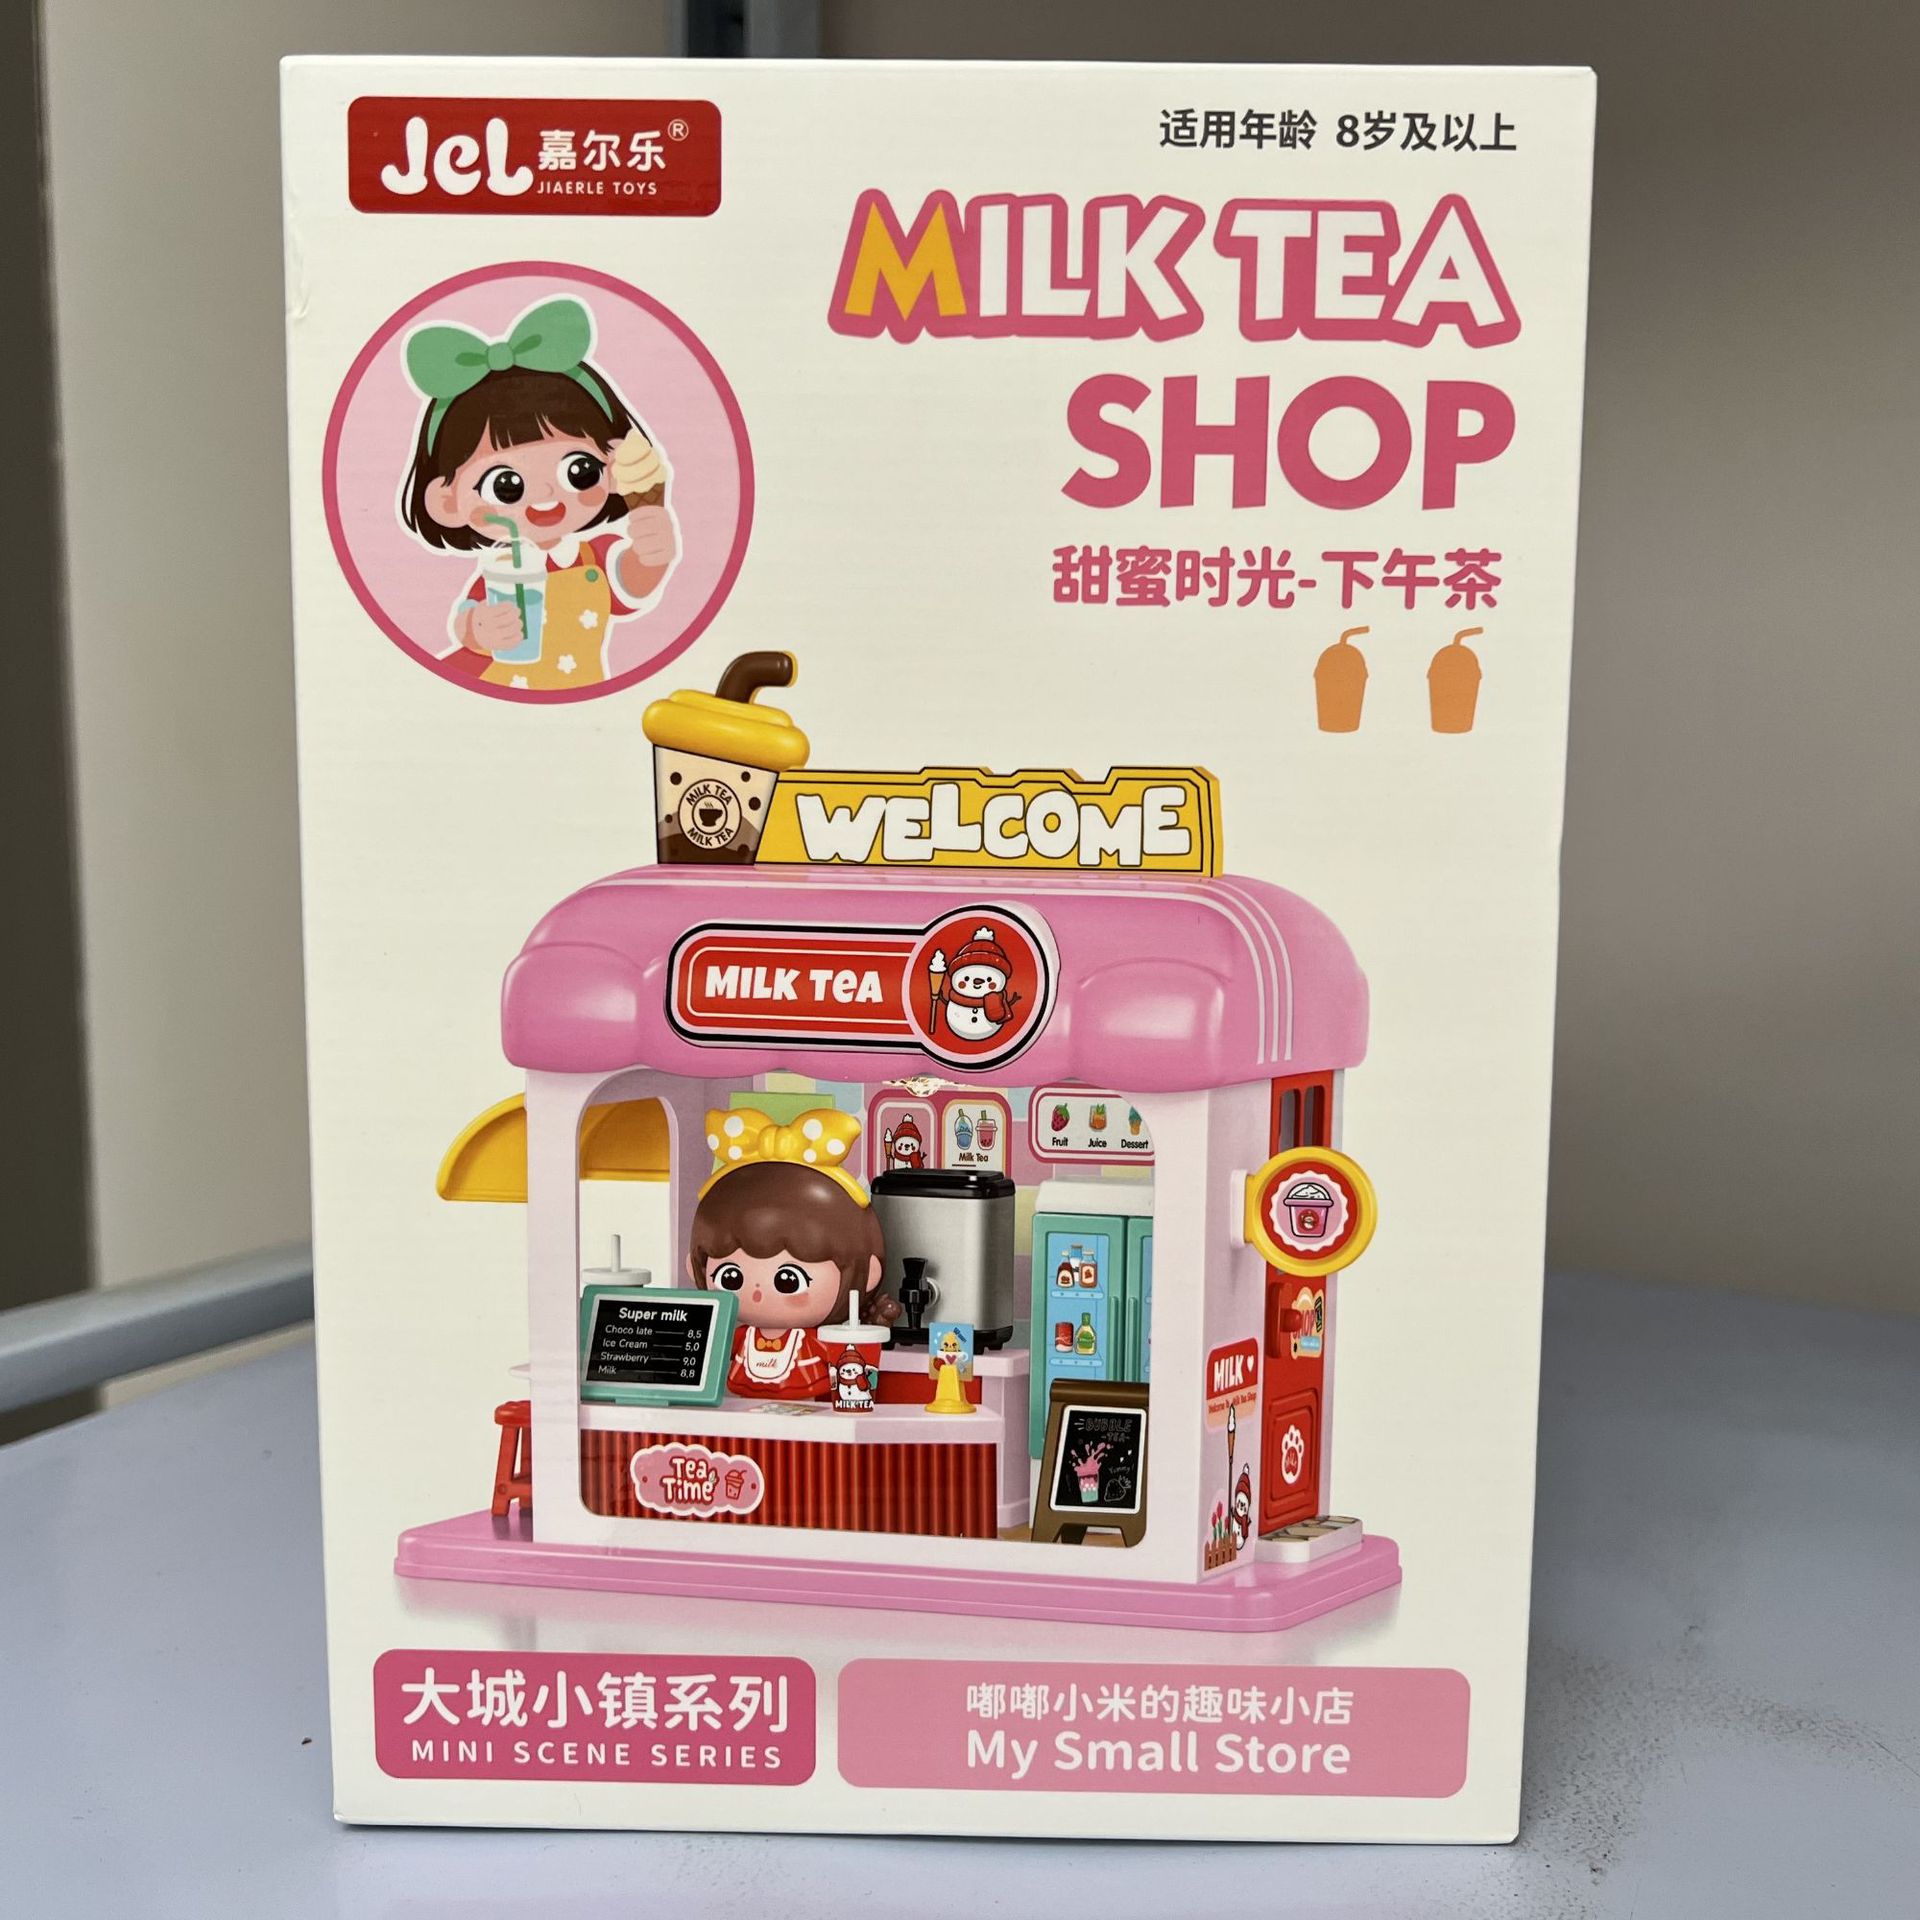 JeL 嘉尔乐®
JIAERLE TOYS
适用年龄 8岁及以上
MILK TEA
SHOP
甜蜜时光-下午茶
MILK TEA
MILK TEA
WELCOME
MILK TeA
Fruit Juice Dessert
Milk Tea
Super milk
Choco late 8,5
Ice Cream 5,0
Strawberry 9,0
Milk 8,8
milk
MILK TEA
BUBBLE
-TEA-
Yummy
MILK
Tea
Time
大城小镇系列
MINI SCENE SERIES
嘟嘟小米的趣味小店
My Small Store